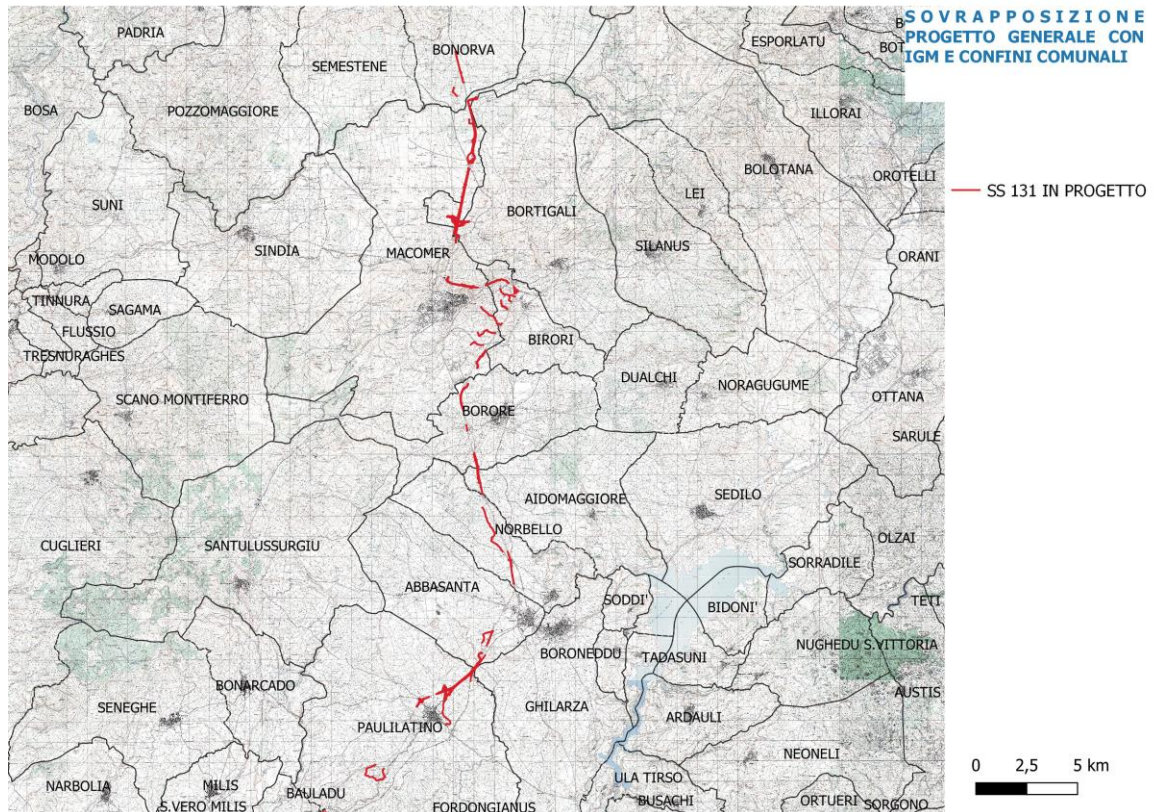 SOVRAPPOSIZIONE
PROGETTO GENERALE CON
IGM E CONFINI COMUNALI
PADRIA
BONORVA
ESPORLATU
SEMESTENE
BOSA
POZZOMAGGIORE
ILLORAI
BOLOTANA
OROTELLI
SS 131 IN PROGETTO
LEI
SUNI
BORTIGALI
SINDIA
MACOMER
SILANUS
ORANI
MODOLO
TINNURA
SAGAMA
FLUSSIO
TRESNURAGHES
BIRORI
DUALCHI
NORAGUGUME
OTTANA
SCANO MONTIFERRO
BORORE
SARULE
AIDOMAGGIORE
SEDILO
NORBELLO
OLZAI
CUGLIERI
SANTULUSSURGIU
SORRADILE
ABBASANTA
SODDI'
BIDONI'
TETI
NUGHEDU S.VITTORIA
BORONEDDU
TADASUNI
BONARCADO
AUSTIS
SENEGHE
GHILARZA
ARDAULI
PAULILATINO
NEONELI
0 2,5 5 km
NARBOLIA
MILIS
BAULADU
ULA TIRSO
S.VERO MILIS
FORDONGIANUS
BUSACHI
ORTUERI
SORGONO